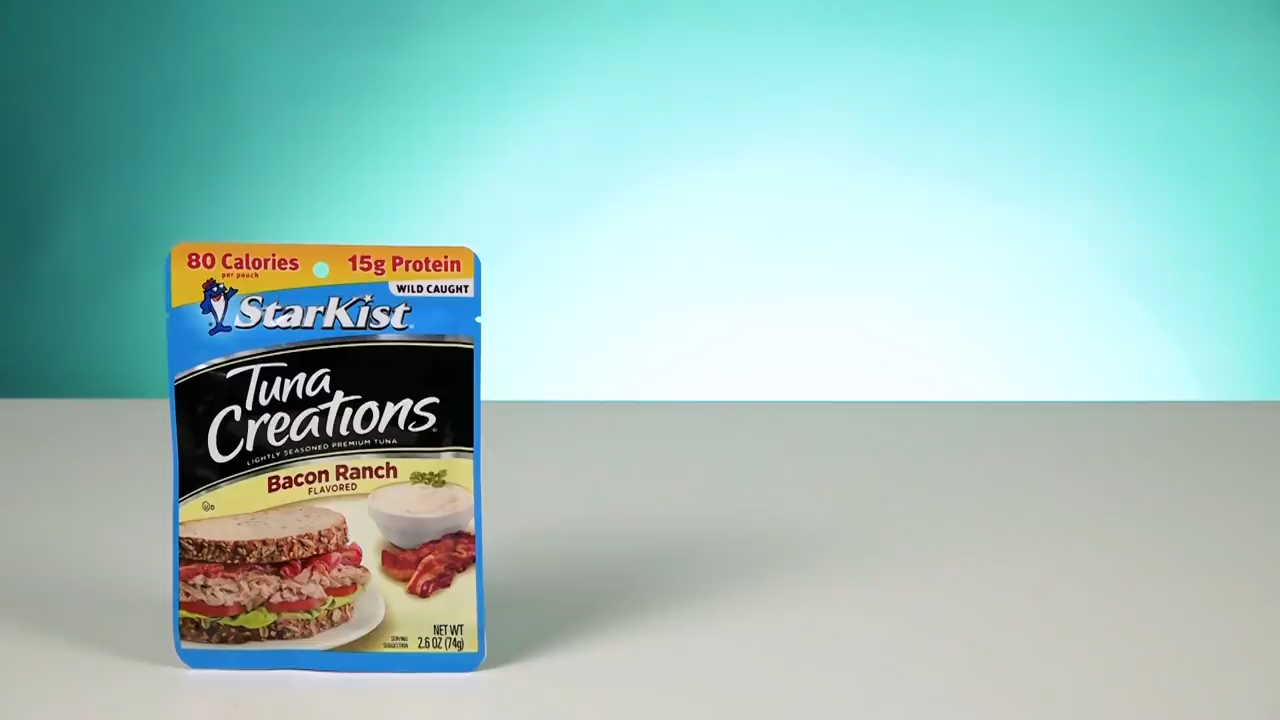 80 Calories
per pouch
15g Protein
WILD CAUGHT
StarKist
Tuna
Creations
LIGHTLY SEASONED PREMIUM TUNA
Bacon Ranch
FLAVORED
SERVING
SUGGESTION
NET WT
2.6 OZ (74g)